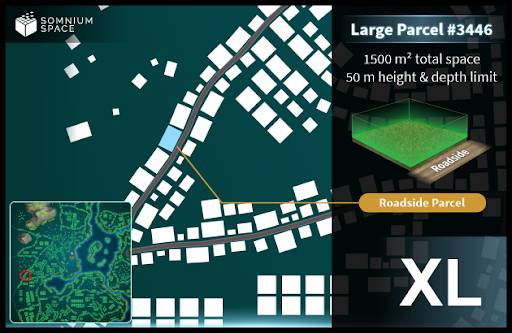 SOMNIUM
SPACE
Large Parcel #3446
1500 m² total space
50 m height & depth limit
Roadside
Roadside Parcel
XL